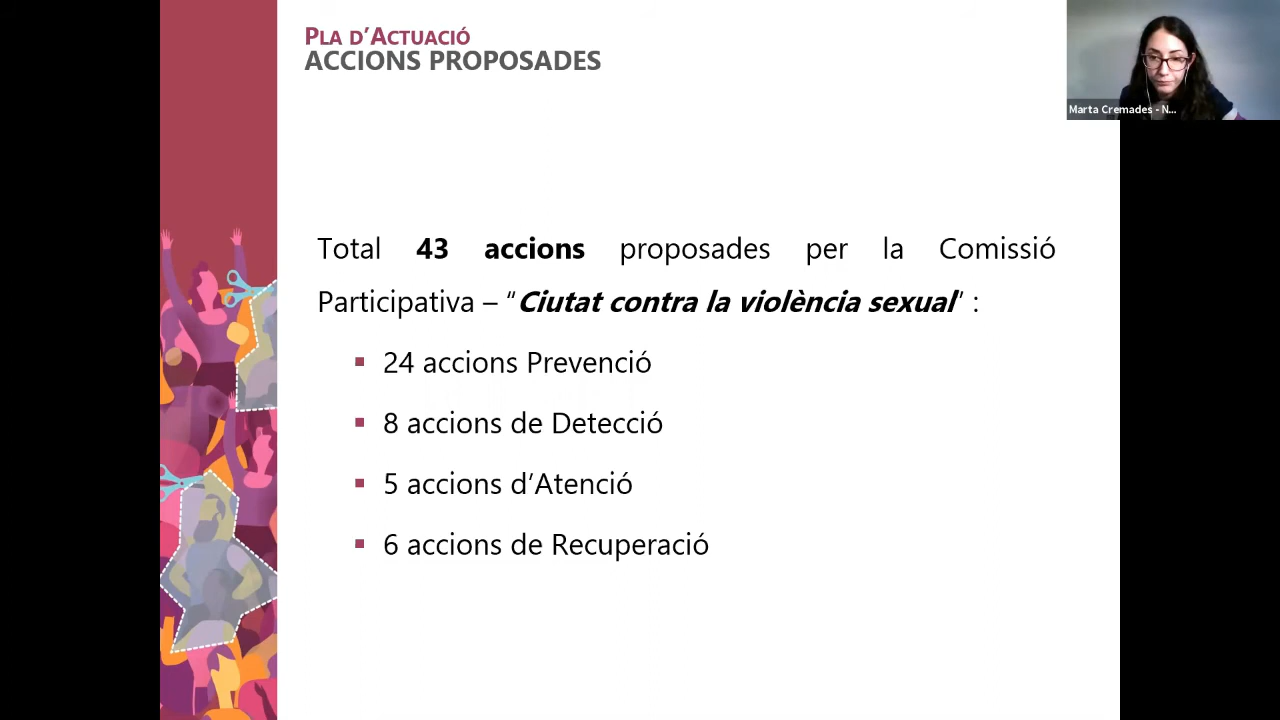 PLA D'ACTUACIÓ
ACCIONS PROPOSADES
Marta Cremades - N...
Total 43 accions proposades per la Comissió
Participativa – “Ciutat contra la violència sexual” :
▪ 24 accions Prevenció
▪ 8 accions de Detecció
▪ 5 accions d’Atenció
▪ 6 accions de Recuperació